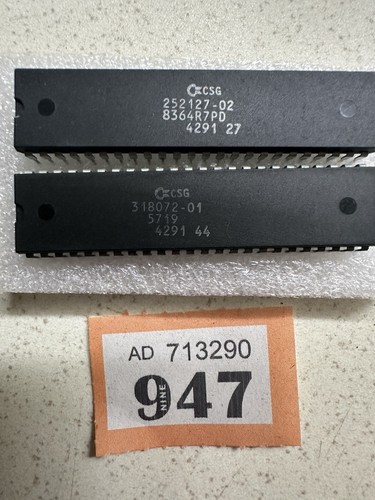 CSG
252127-02
8364R7PD
4291 27
CSG
318072-01
5719
4291 44
AD 713290
947
NINE